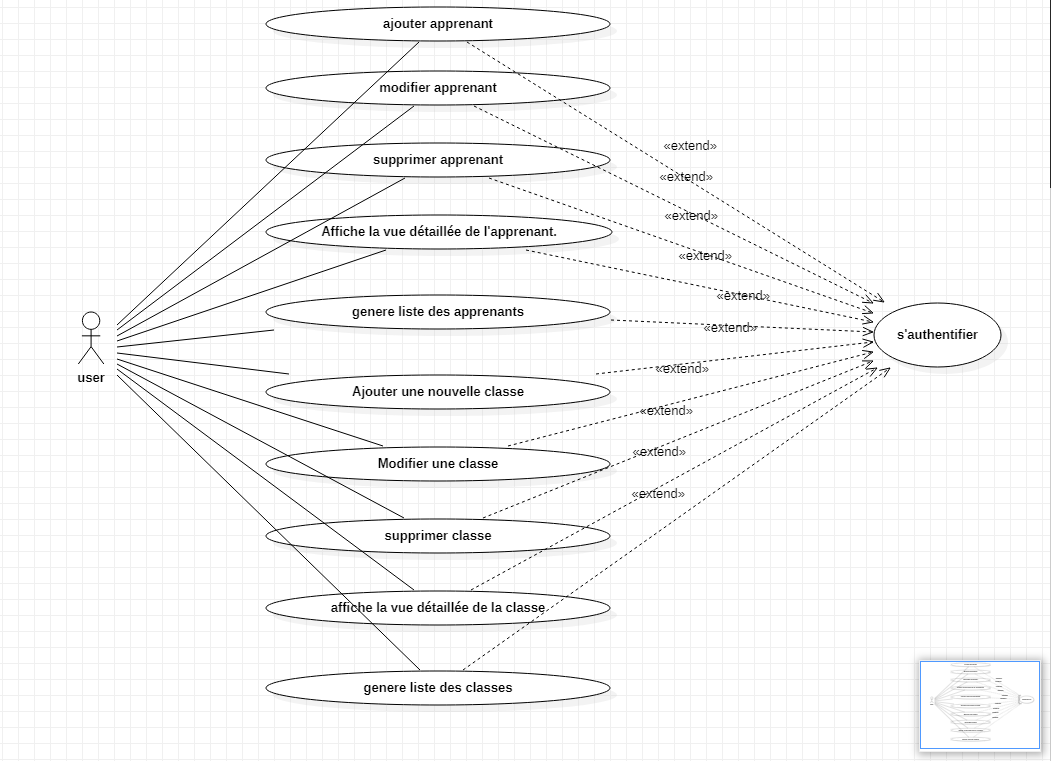 ajouter apprenant
modifier apprenant
«extend»
supprimer apprenant
«extend»
«extend»
Affiche la vue détaillée de l'apprenant.
«extend»
«extend»
genere liste des apprenants
«extend»
s'authentifier
user
«extend»
Ajouter une nouvelle classe
«extend»
«extend»
Modifier une classe
«extend»
supprimer classe
affiche la vue détaillée de la classe
genere liste des classes